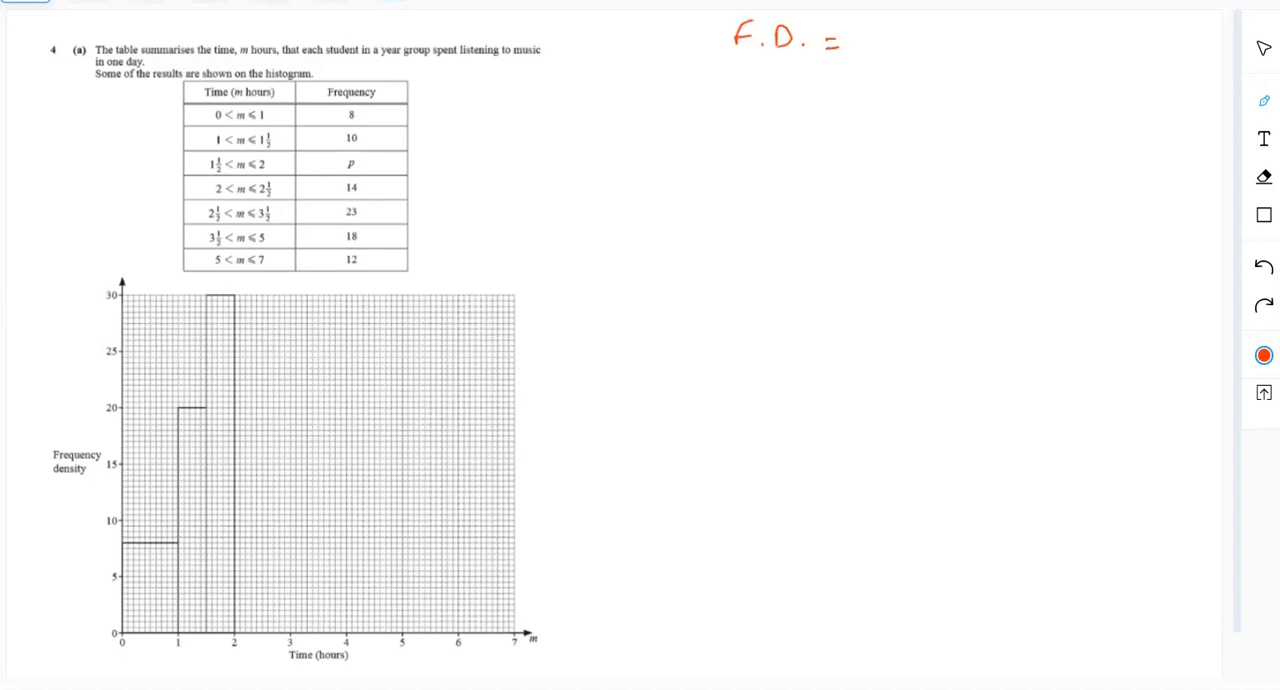 F.D. =
4 (a) The table summarises the time, m hours, that each student in a year group spent listening to music
in one day.
Some of the results are shown on the histogram.
Time (m hours) Frequency
0 < m ⩽ 1 8
1 < m ⩽ 1½ 10
1½ < m ⩽ 2 p
2 < m ⩽ 2½ 14
2½ < m ⩽ 3½ 23
3½ < m ⩽ 5 18
5 < m ⩽ 7 12
30
25
20
Frequency
density
15
10
5
0
0 1 2 3 4 5 6 7 m
Time (hours)
T